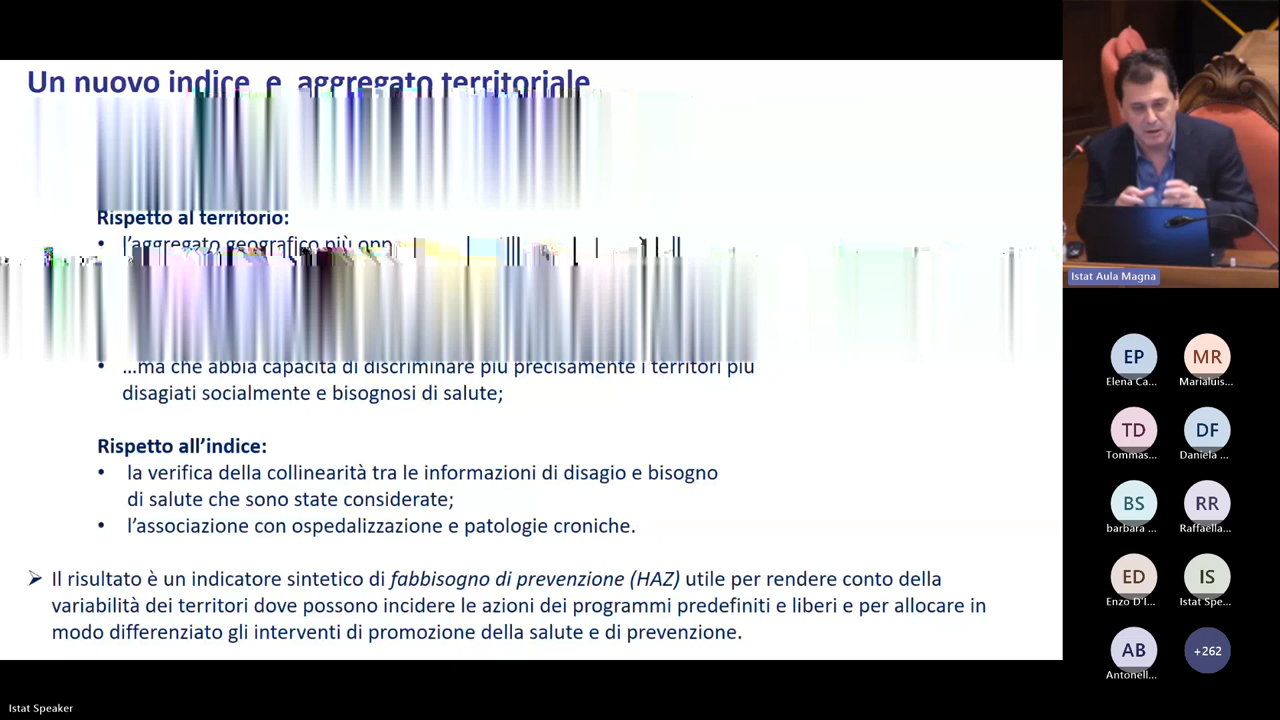 Un nuovo indice e aggregato territoriale
Rispetto al territorio:
• l'aggregato geografico più
• …ma che abbia capacità di discriminare più precisamente i territori più
disagiati socialmente e bisognosi di salute;
Rispetto all'indice:
• la verifica della collinearità tra le informazioni di disagio e bisogno
di salute che sono state considerate;
• l'associazione con ospedalizzazione e patologie croniche.
➢ Il risultato è un indicatore sintetico di fabbisogno di prevenzione (HAZ) utile per rendere conto della
variabilità dei territori dove possono incidere le azioni dei programmi predefiniti e liberi e per allocare in
modo differenziato gli interventi di promozione della salute e di prevenzione.
Istat Aula Magna
EP MR
Elena Ca... Marialuis...
TD DF
Tommas... Daniela ...
BS RR
barbara ... Raffaella...
ED IS
Enzo D'I... Istat Spe...
AB +262
Antonell...
Istat Speaker